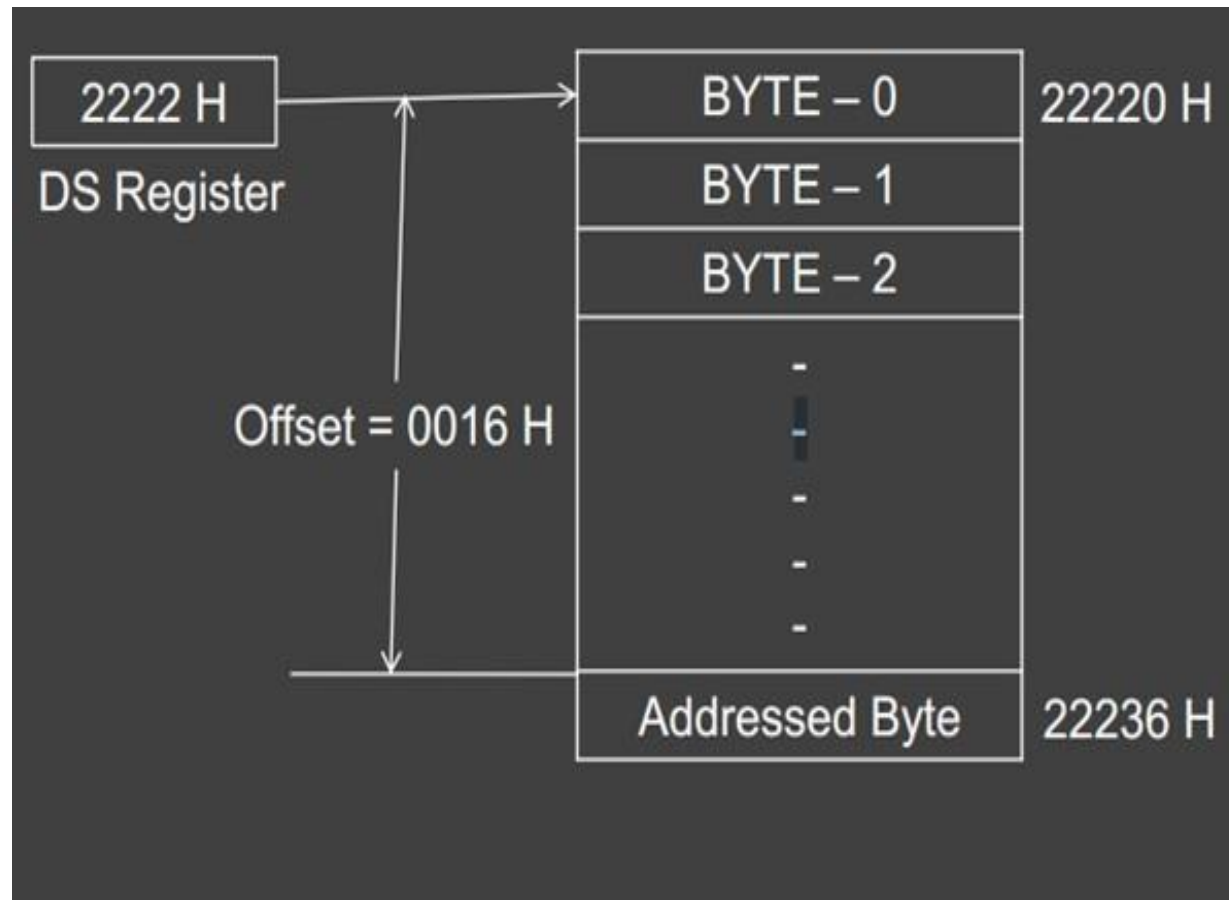 2222 H
DS Register
Offset = 0016 H
BYTE – 0
22220 H
BYTE – 1
BYTE – 2
-
-
-
-
-
Addressed Byte
22236 H